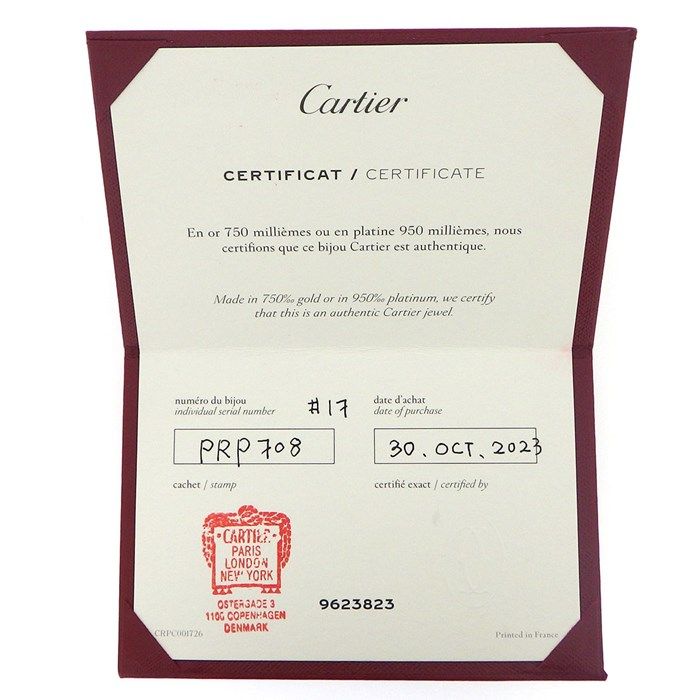 Cartier
CERTIFICAT / CERTIFICATE
En or 750 millièmes ou en platine 950 millièmes, nous
certifions que ce bijou Cartier est authentique.
Made in 750‰ gold or in 950‰ platinum, we certify
that this is an authentic Cartier jewel.
numéro du bijou
individual serial number
#17
PRP708
date d'achat
date of purchase
30. OCT. 2023
cachet / stamp
certifié exact / certified by
CARTIER
PARIS
LONDON
NEW YORK
OSTERGADE 3
1100 COPENHAGEN
DENMARK
9623823
CRPC001726
Printed in France